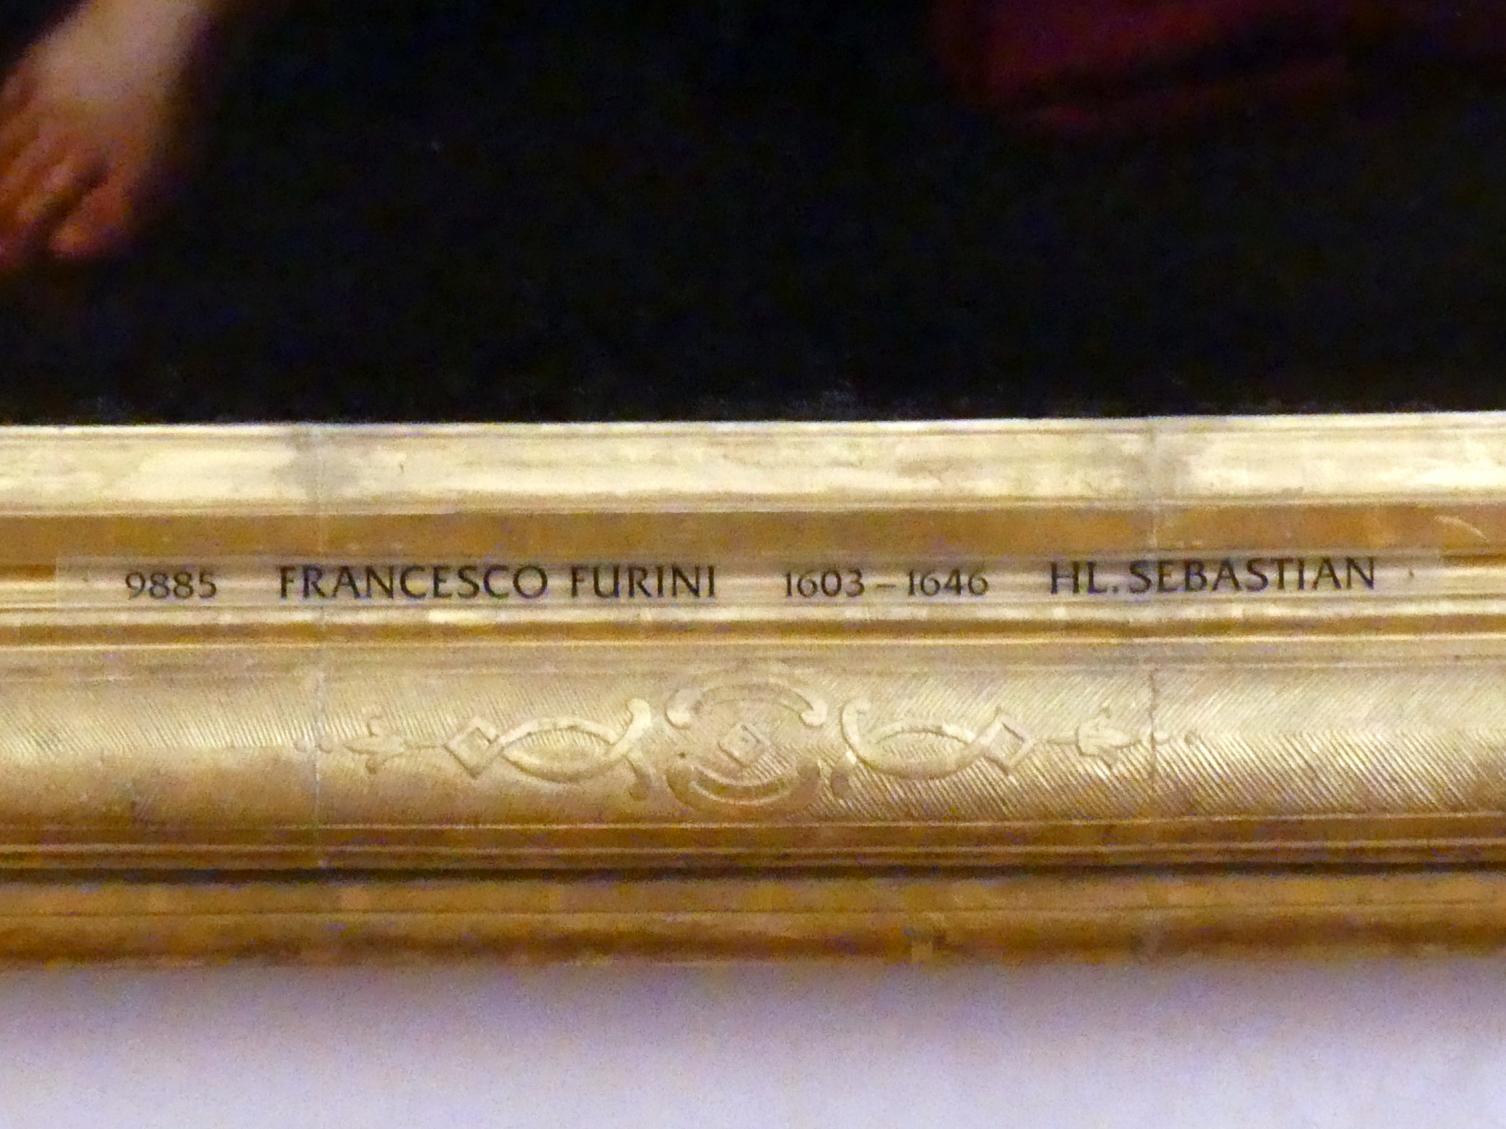 9885 FRANCESCO FURINI 1603–1646 HL. SEBASTIAN